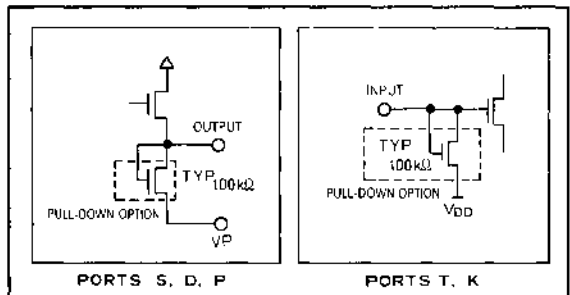 OUTPUT
TYP
100kΩ
PULL-DOWN OPTION
VP
PORTS S, D, P
INPUT
TYP
100kΩ
PULL-DOWN OPTION
VDD
PORTS T, K